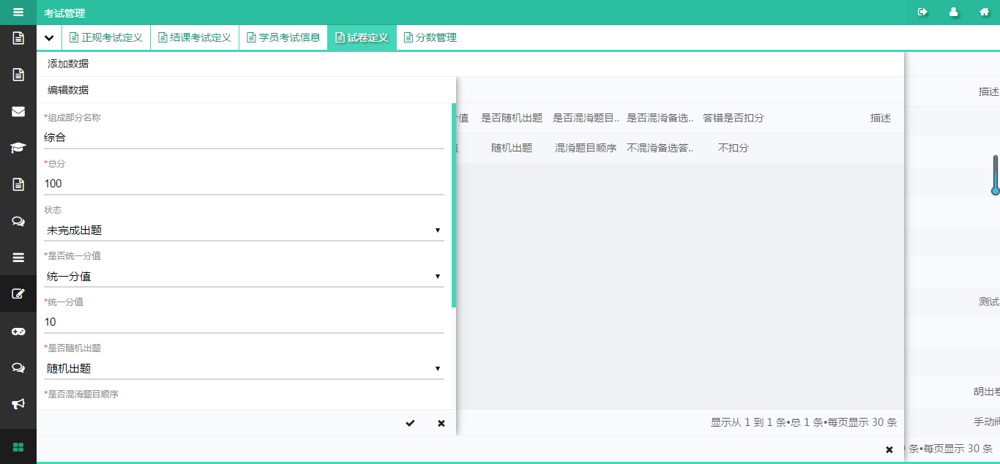 考试管理
正规考试定义 结课考试定义 学员考试信息 试卷定义 分数管理
添加数据
编辑数据
描述
*组成部分名称
综合
值 是否随机出题 是否混淆题目.. 是否混淆备选.. 答错是否扣分 描述
随机出题 混淆题目顺序 不混淆备选答.. 不扣分
*总分
100
状态
未完成出题
*是否统一分值
统一分值
*统一分值
10
测试
*是否随机出题
随机出题
*是否混淆题目顺序
胡出卷
显示从 1 到 1 条•总 1 条•每页显示 30 条
手动
条•每页显示 30 条